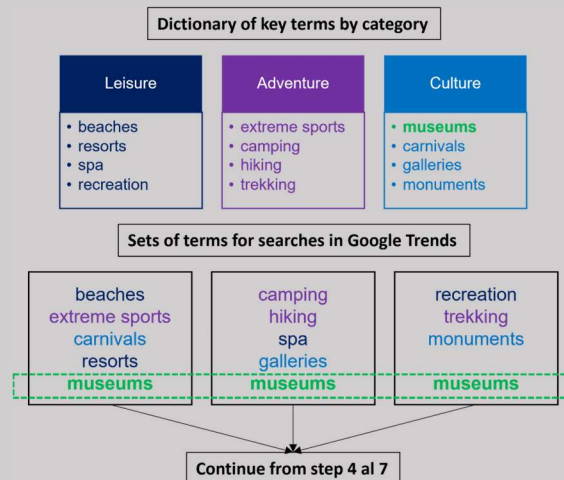 Dictionary of key terms by category
Leisure
• beaches
• resorts
• spa
• recreation
Adventure
• extreme sports
• camping
• hiking
• trekking
Culture
• museums
• carnivals
• galleries
• monuments
Sets of terms for searches in Google Trends
beaches
extreme sports
carnivals
resorts
museums
camping
hiking
spa
galleries
museums
recreation
trekking
monuments
museums
Continue from step 4 al 7